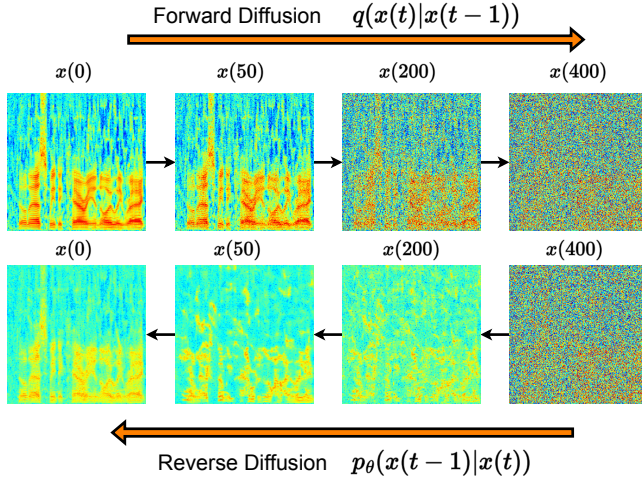 Forward Diffusion q(x(t)|x(t−1))
x(0) x(50) x(200) x(400)
x(0) x(50) x(200) x(400)
Reverse Diffusion pθ(x(t−1)|x(t))